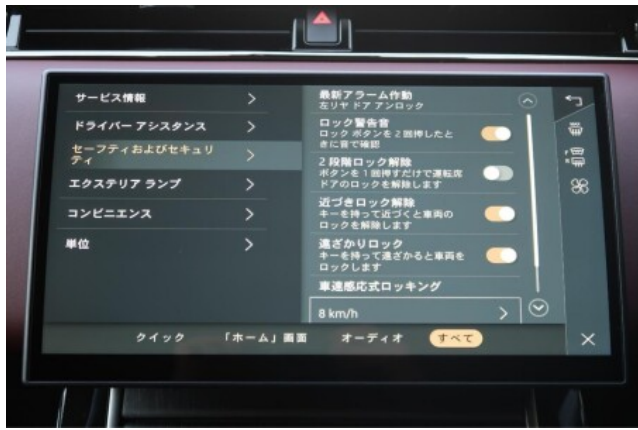 サービス情報
ドライバー アシスタンス
セーフティおよびセキュリ
ティ
エクステリア ランプ
コンビニエンス
単位
最新アラーム作動
左リヤ ドア アンロック
ロック警告音
ロック ボタンを2回押したと
きに音で確認
2段階ロック解除
ボタンを1回押すだけで運転席
ドアのロックを解除します
近づきロック解除
キーを持って近づくと車両の
ロックを解除します
遠ざかりロック
キーを持って遠ざかると車両を
ロックします
車速感応式ロッキング
8 km/h
クイック
「ホーム」画面
オーディオ
すべて